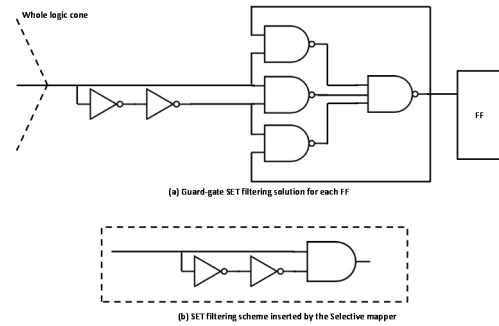 Whole logic cone
FF
(a) Guard-gate SET filtering solution for each FF
(b) SET filtering scheme inserted by the Selective mapper